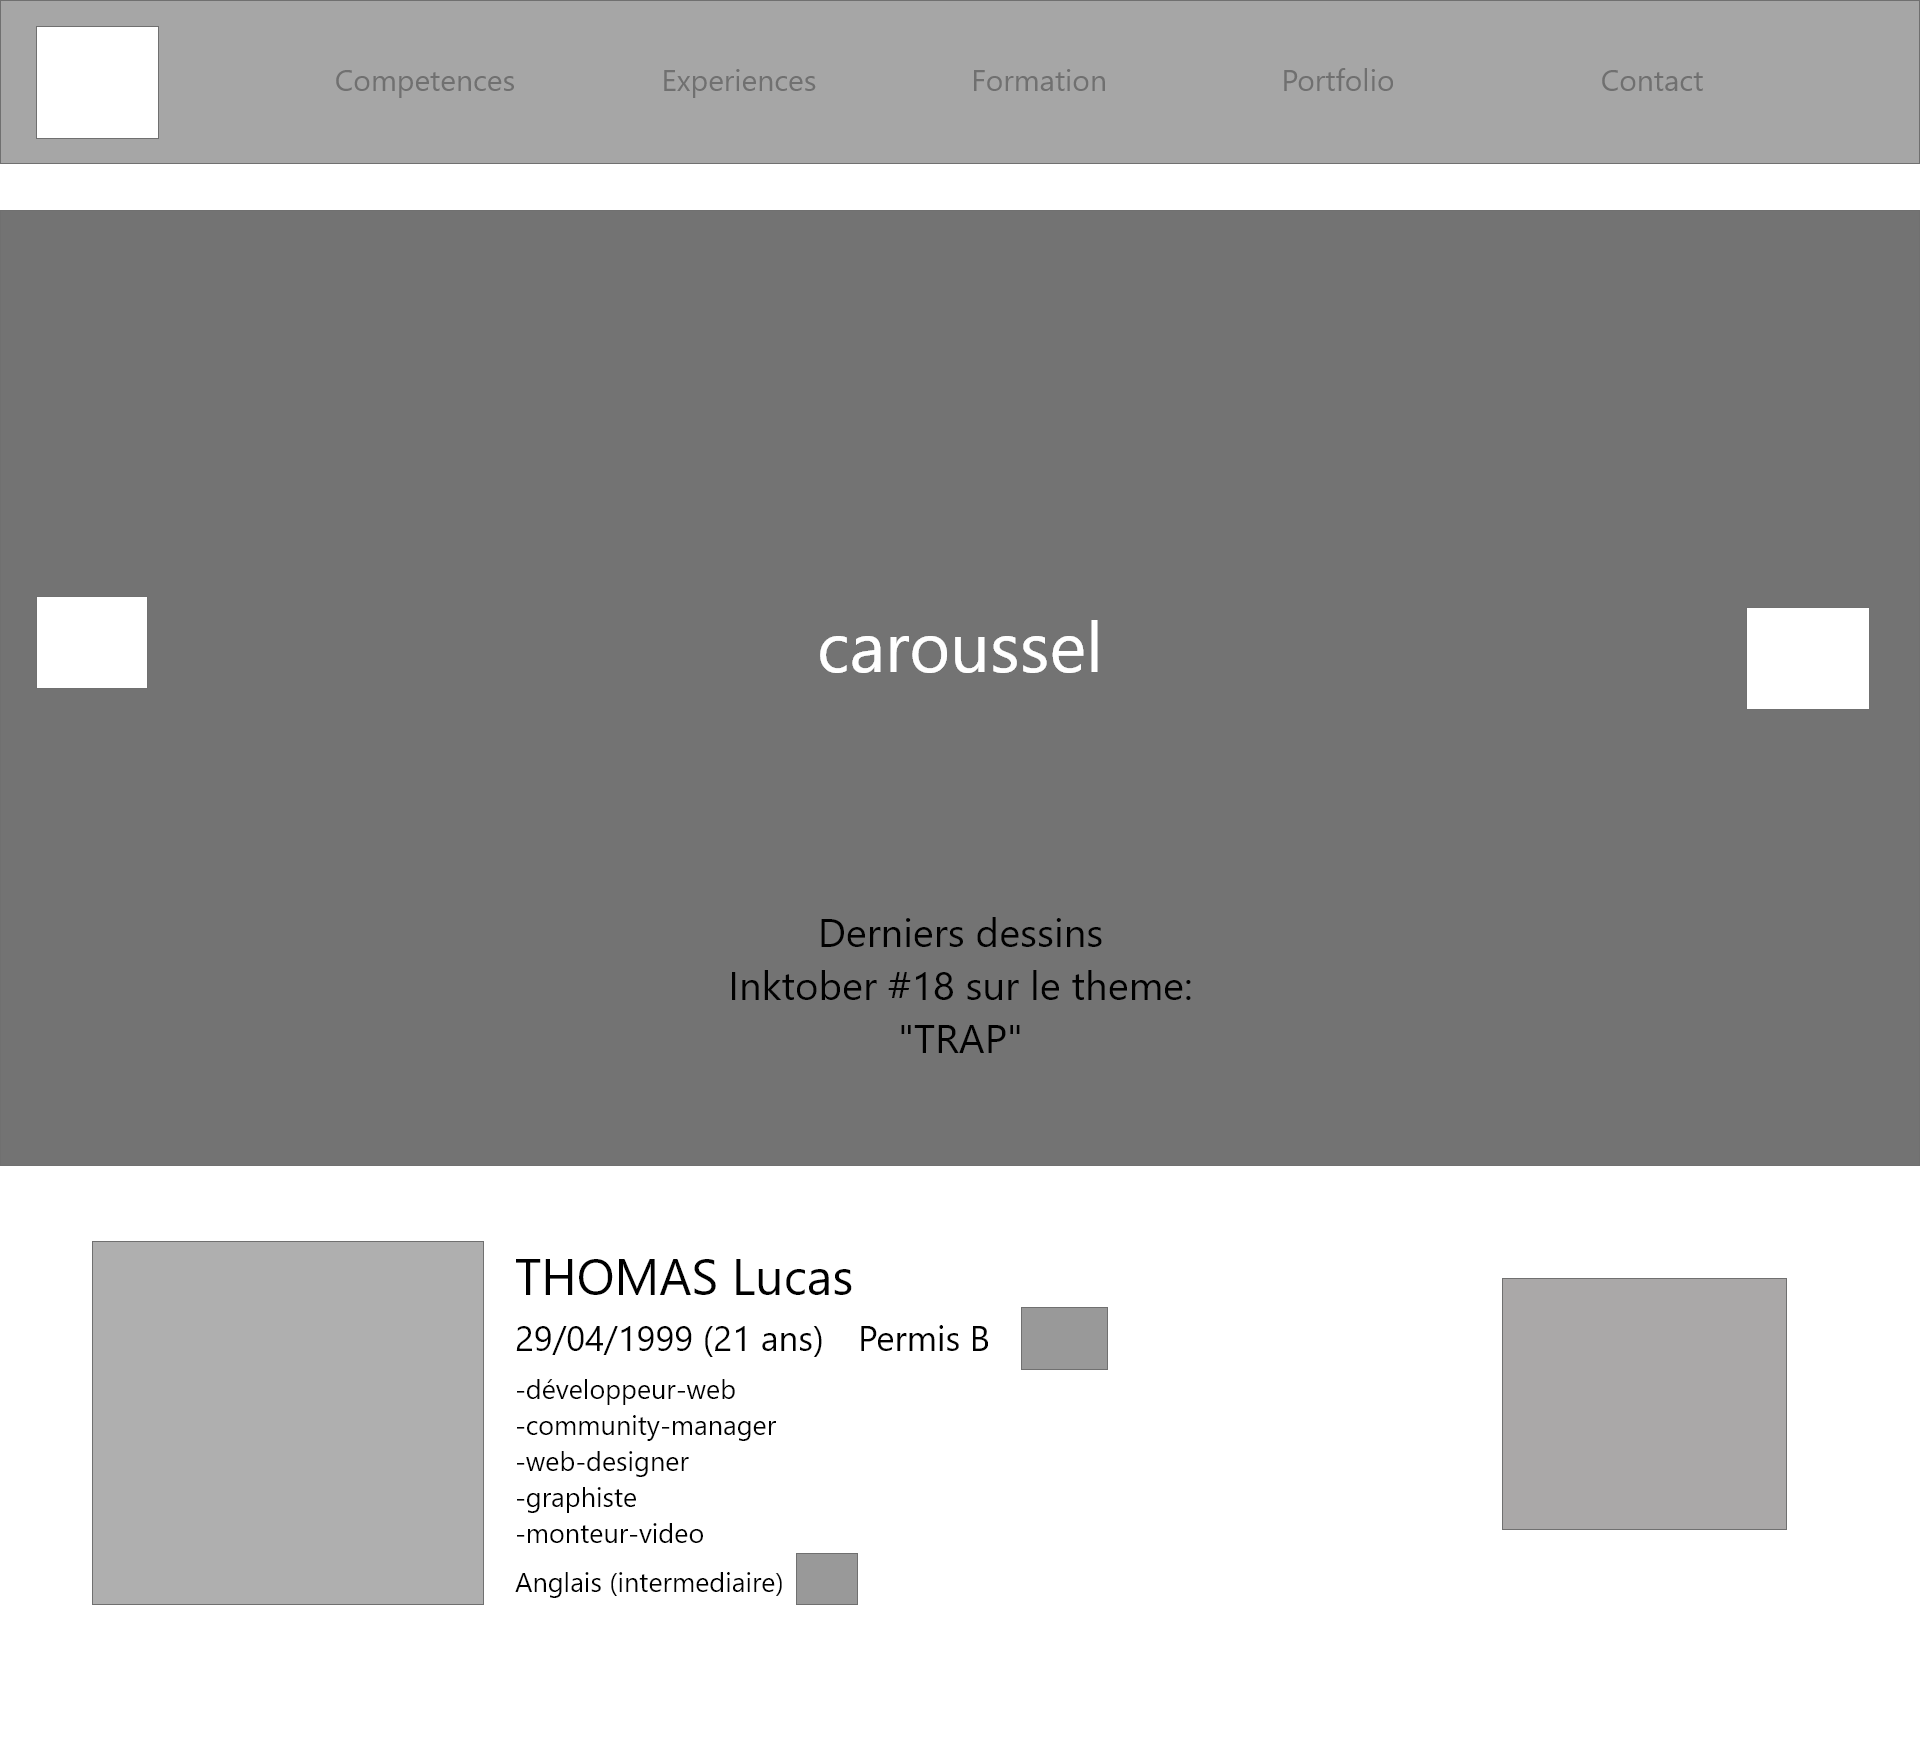 Competences Experiences Formation Portfolio Contact
caroussel
Derniers dessins
Inktober #18 sur le theme:
"TRAP"
THOMAS Lucas
29/04/1999 (21 ans) Permis B
-développeur-web
-community-manager
-web-designer
-graphiste
-monteur-video
Anglais (intermediaire)